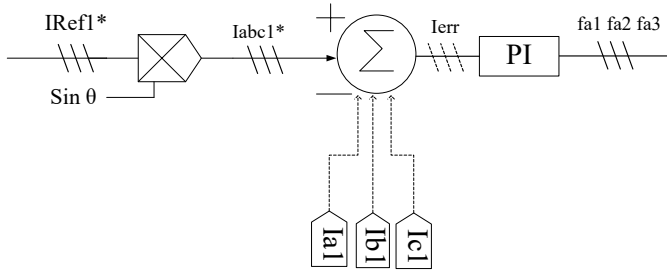 IRef1*
Sin θ
Iabc1*
+
−
Σ
Ierr
PI
fa1 fa2 fa3
Ia1
Ib1
Ic1